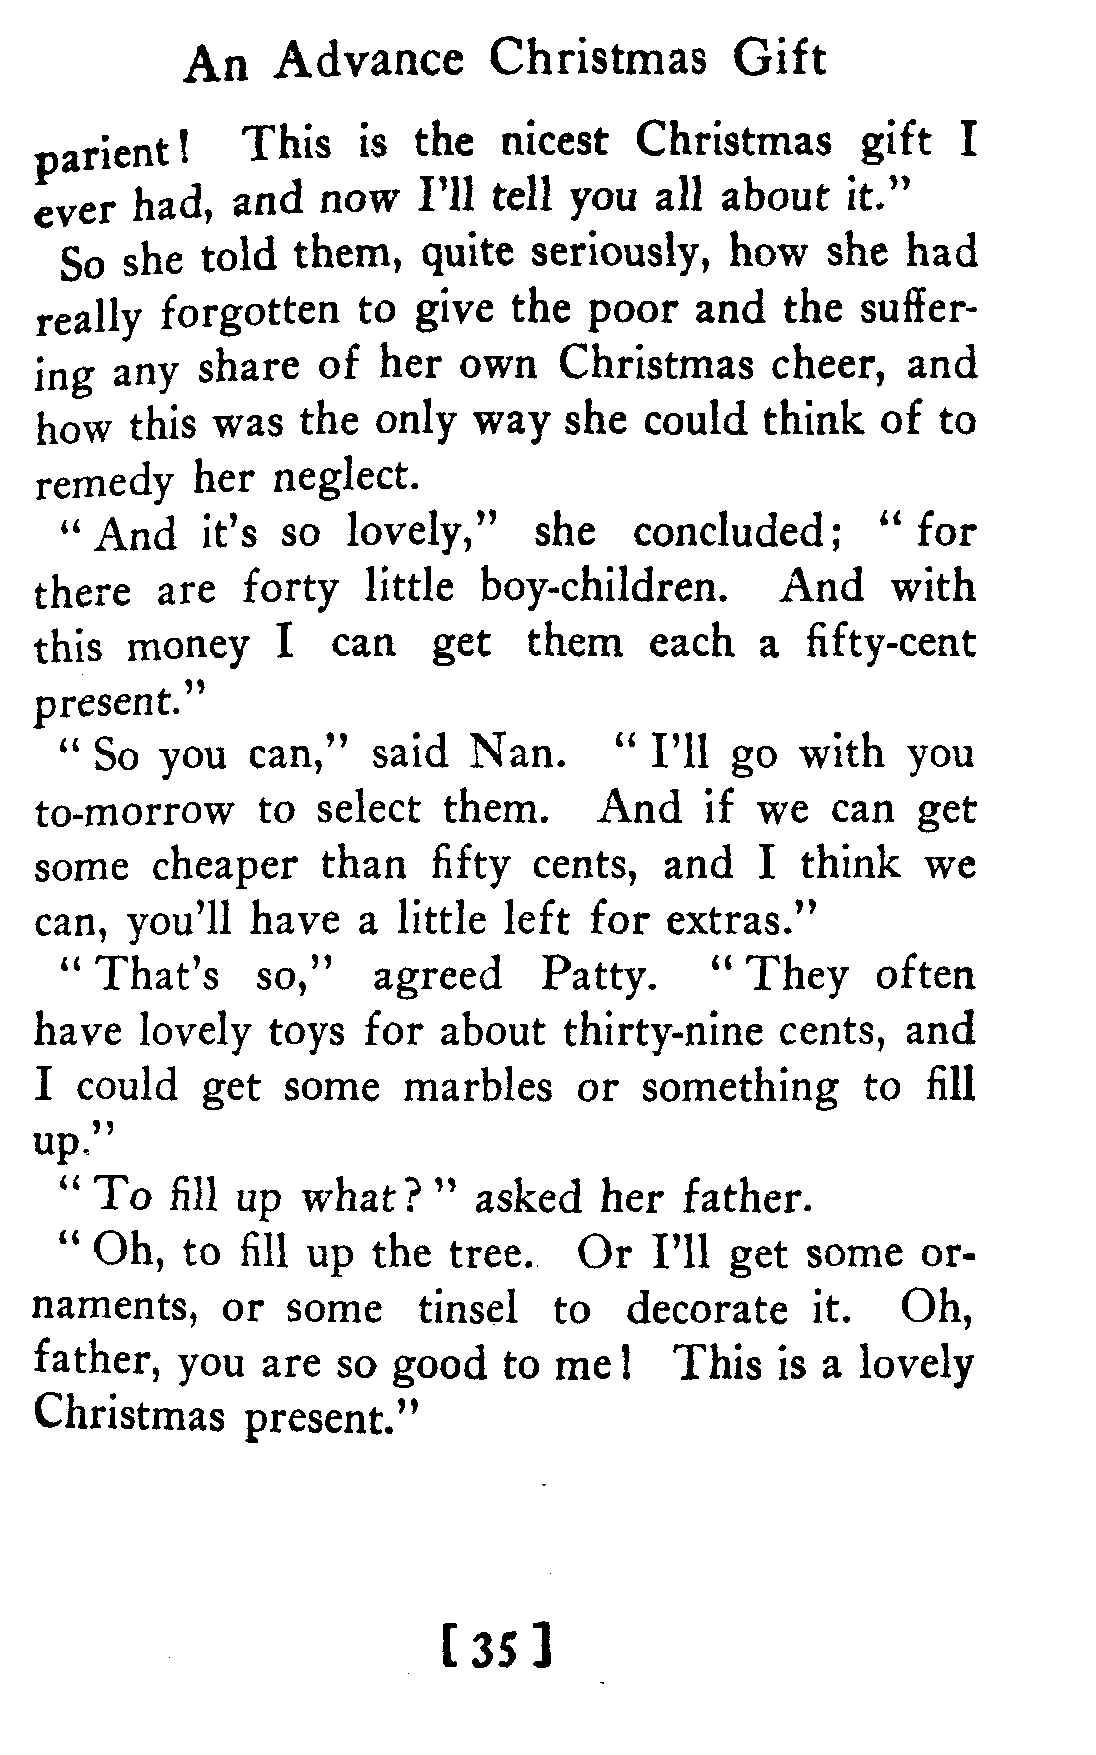 An Advance Christmas Gift
parient! This is the nicest Christmas gift I
ever had, and now I'll tell you all about it."
So she told them, quite seriously, how she had
really forgotten to give the poor and the suffer-
ing any share of her own Christmas cheer, and
how this was the only way she could think of to
remedy her neglect.
"And it's so lovely," she concluded; "for
there are forty little boy-children. And with
this money I can get them each a fifty-cent
present."
"So you can," said Nan. "I'll go with you
to-morrow to select them. And if we can get
some cheaper than fifty cents, and I think we
can, you'll have a little left for extras."
"That's so," agreed Patty. "They often
have lovely toys for about thirty-nine cents, and
I could get some marbles or something to fill
up."
"To fill up what?" asked her father.
"Oh, to fill up the tree. Or I'll get some or-
naments, or some tinsel to decorate it. Oh,
father, you are so good to me! This is a lovely
Christmas present."
[35]